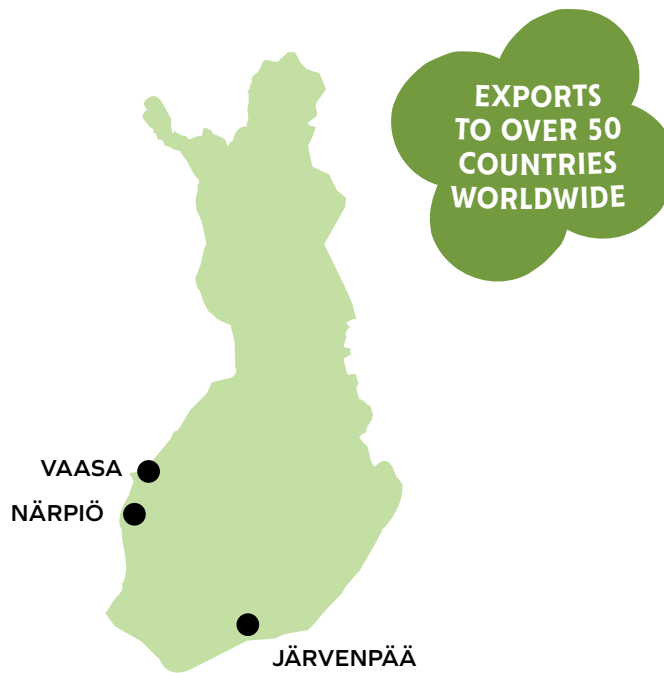 EXPORTS
TO OVER 50
COUNTRIES
WORLDWIDE
VAASA
NÄRPIÖ
JÄRVENPÄÄ